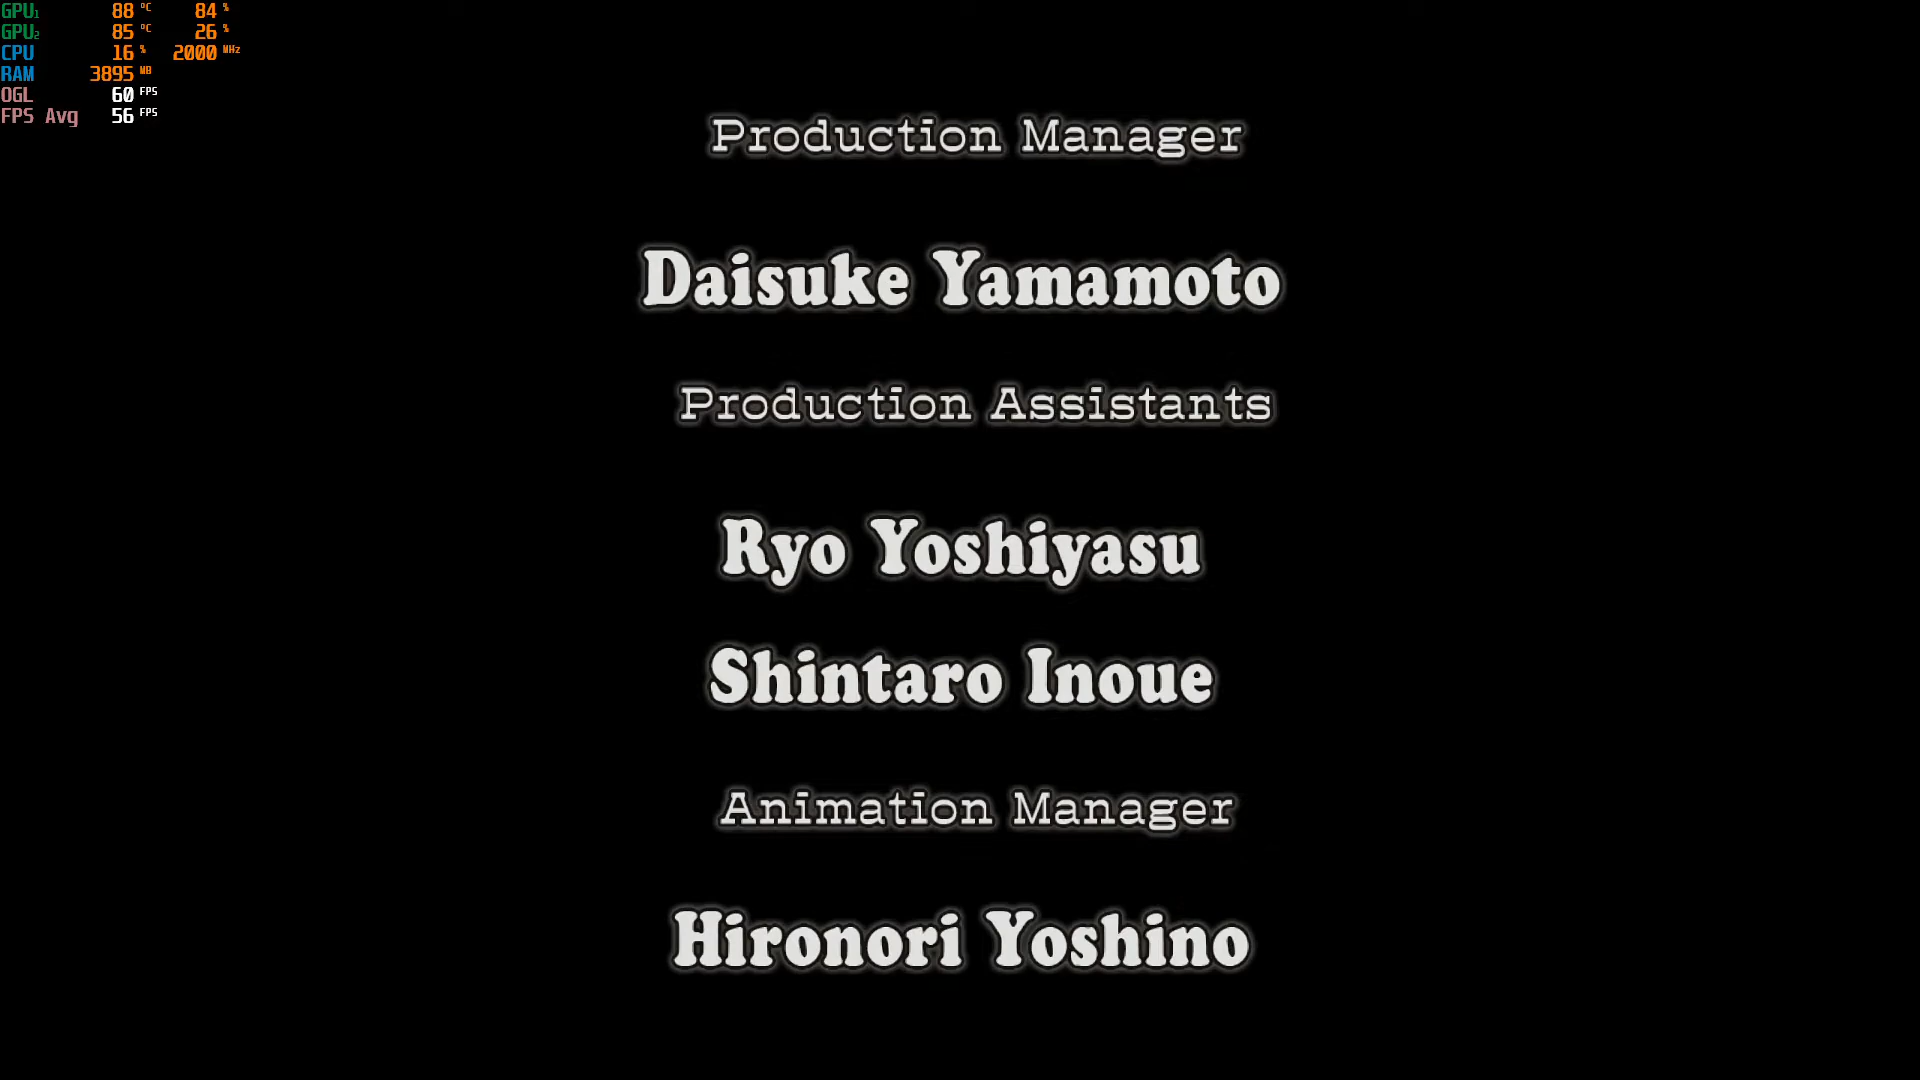 GPU1 88 °C 84 %
GPU2 85 °C 26 %
CPU 16 % 2000 MHz
RAM 3895 MB
OGL 60 FPS
FPS Avg 56 FPS
Production Manager
Daisuke Yamamoto
Production Assistants
Ryo Yoshiyasu
Shintaro Inoue
Animation Manager
Hironori Yoshino